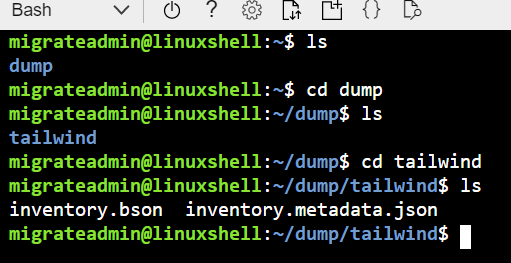 Bash
migrateadmin@linuxshell:~$ ls
dump
migrateadmin@linuxshell:~$ cd dump
migrateadmin@linuxshell:~/dump$ ls
tailwind
migrateadmin@linuxshell:~/dump$ cd tailwind
migrateadmin@linuxshell:~/dump/tailwind$ ls
inventory.bson  inventory.metadata.json
migrateadmin@linuxshell:~/dump/tailwind$